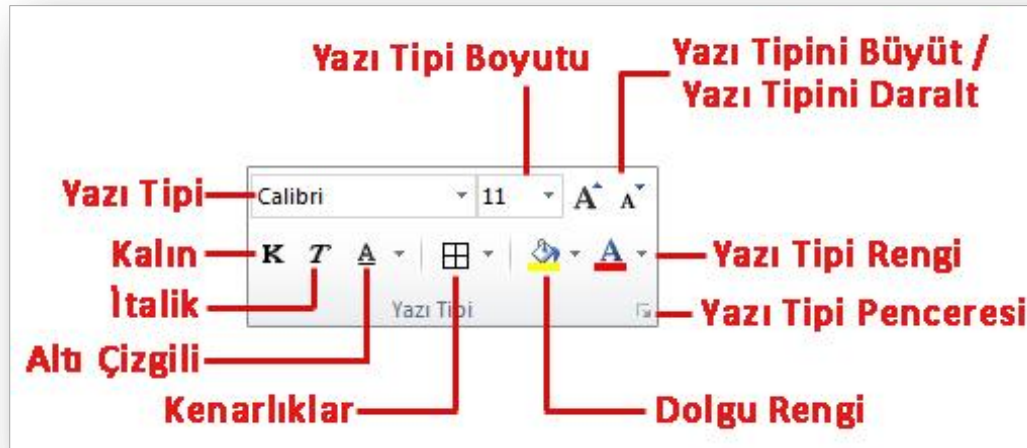 Yazı Tipi Boyutu
Yazı Tipini Büyüt /
Yazı Tipini Daralt
Yazı Tipi
Calibri
11
A
A
Kalın
K T A
A
Yazı Tipi Rengi
İtalik
Yazı Tipi
Yazı Tipi Penceresi
Altı Çizgili
Kenarlıklar
Dolgu Rengi